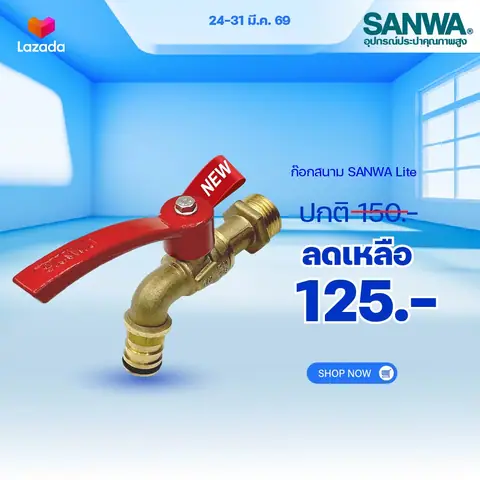 24-31 มี.ค. 69
Lazada
SANWA®
อุปกรณ์ประปาคุณภาพสูง
NEW
ก๊อกสนาม SANWA Lite
ปกติ 150.-
ลดเหลือ
125.-
SHOP NOW